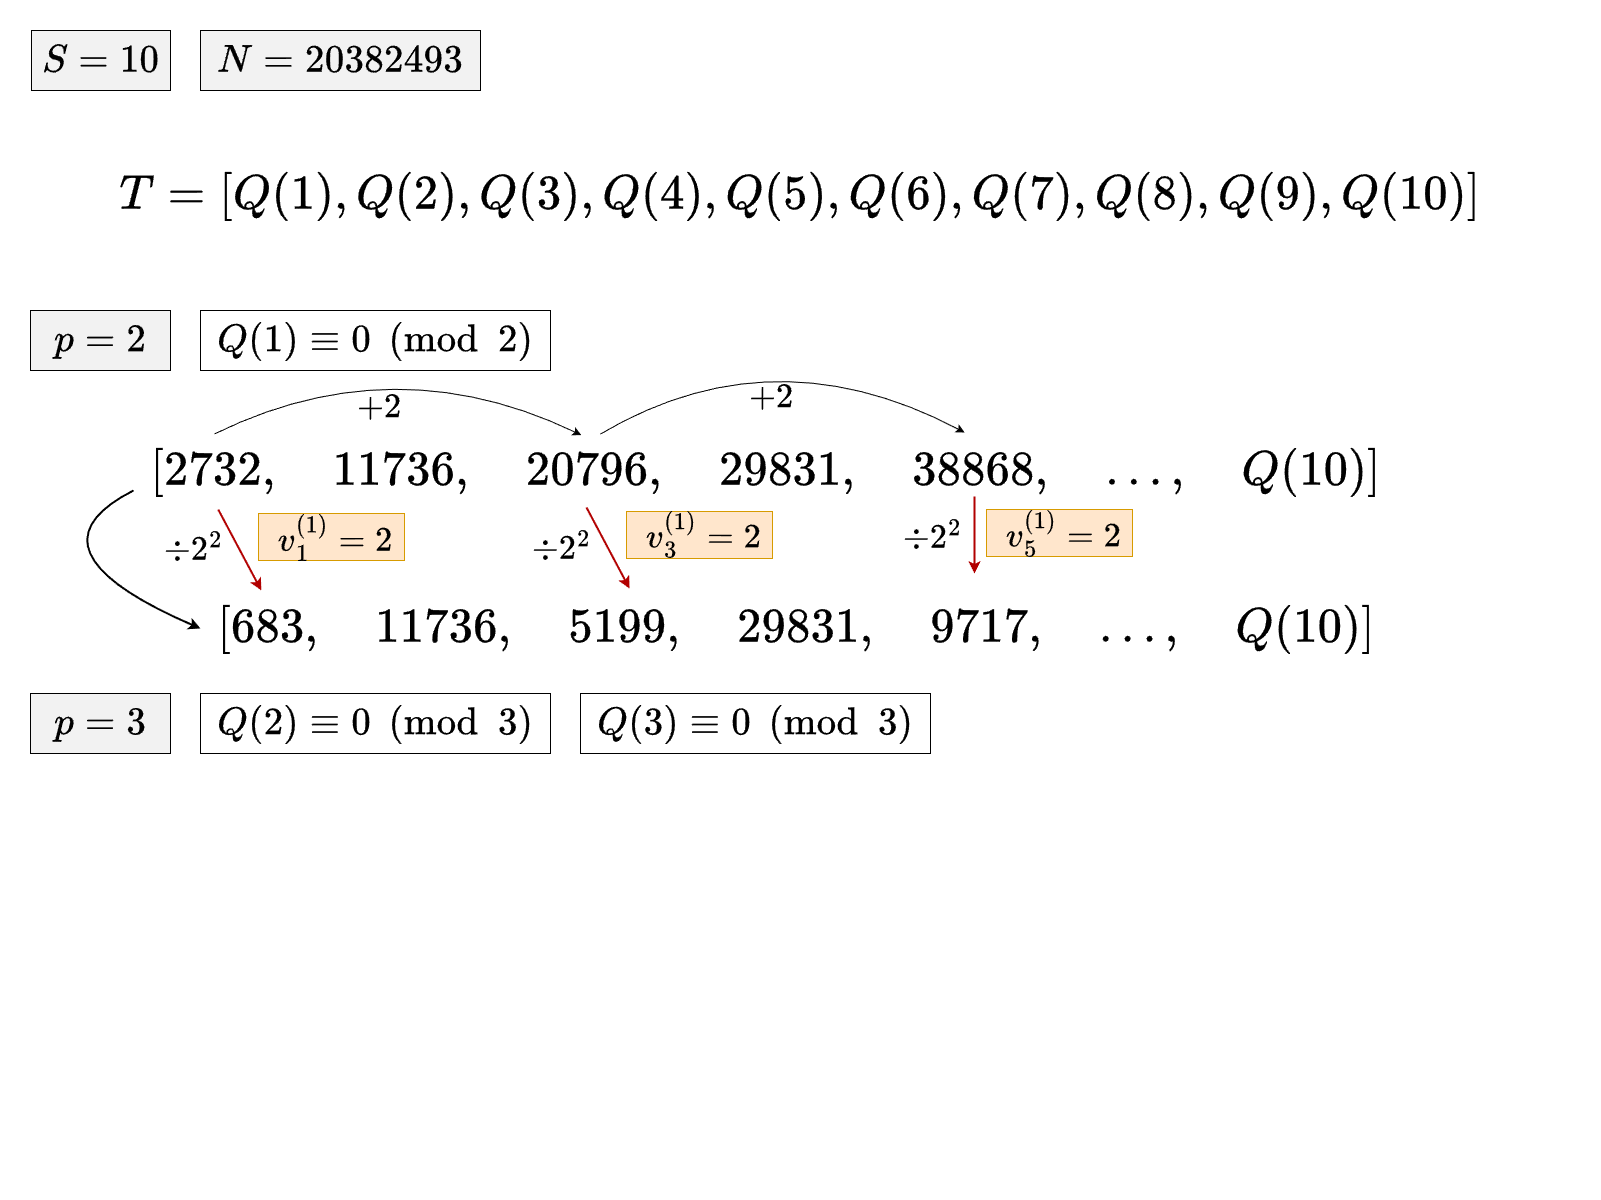 S = 10 N = 20382493
T = [Q(1), Q(2), Q(3), Q(4), Q(5), Q(6), Q(7), Q(8), Q(9), Q(10)]
p = 2 Q(1) ≡ 0 (mod 2)
+2 +2
[2732, 11736, 20796, 29831, 38868, ..., Q(10)]
÷2² v₁⁽¹⁾ = 2 ÷2² v₃⁽¹⁾ = 2 ÷2² v₅⁽¹⁾ = 2
[683, 11736, 5199, 29831, 9717, ..., Q(10)]
p = 3 Q(2) ≡ 0 (mod 3) Q(3) ≡ 0 (mod 3)